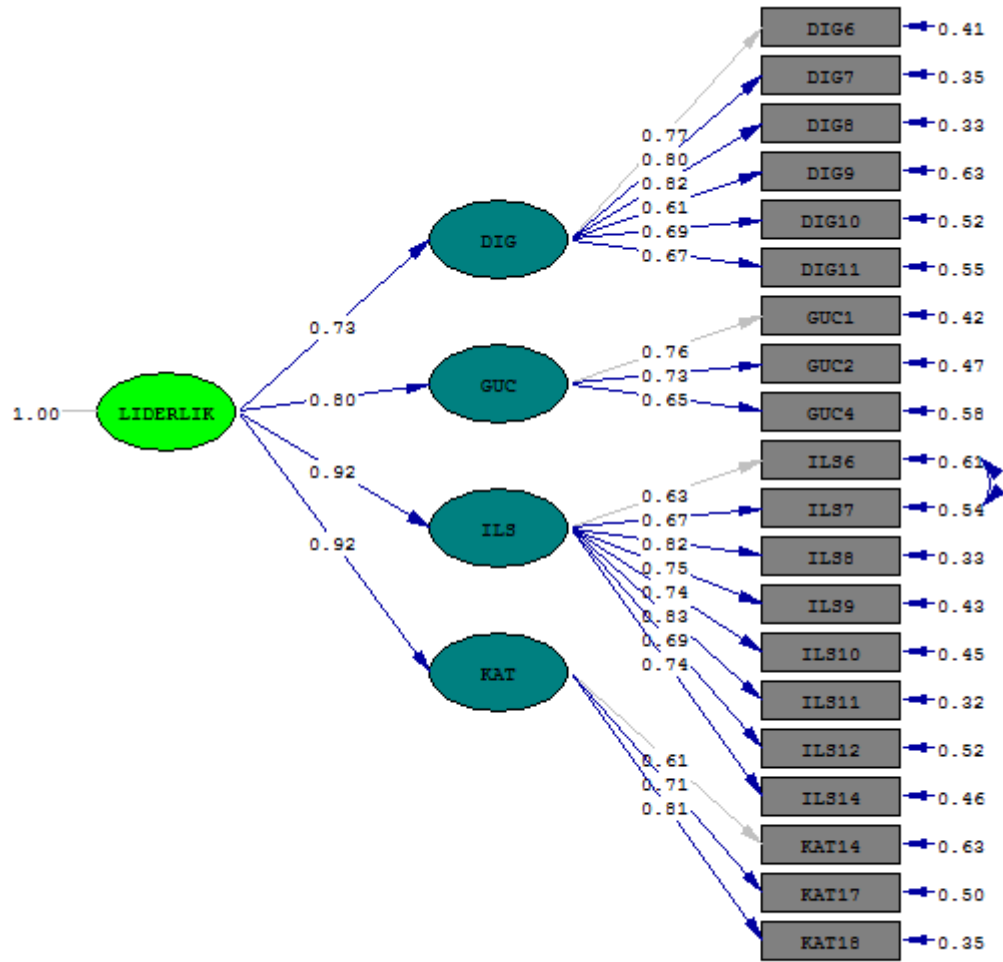 DIG6 0.41
DIG7 0.35
DIG8 0.33
0.77
0.80
0.82
DIG9 0.63
0.61
DIG10 0.52
0.69
DIG
0.67
DIG11 0.55
GUC1 0.42
0.73
0.76
GUC2 0.47
0.73
GUC
0.80
0.65
GUC4 0.58
1.00 LIDERLIK
ILS6 0.61
0.92
0.63
ILS7 0.54
0.67
ILS
0.92
0.82
ILS8 0.33
0.75
0.74
ILS9 0.43
0.83
0.69
ILS10 0.45
0.74
KAT
ILS11 0.32
ILS12 0.52
0.61
0.71
ILS14 0.46
0.81
KAT14 0.63
KAT17 0.50
KAT18 0.35